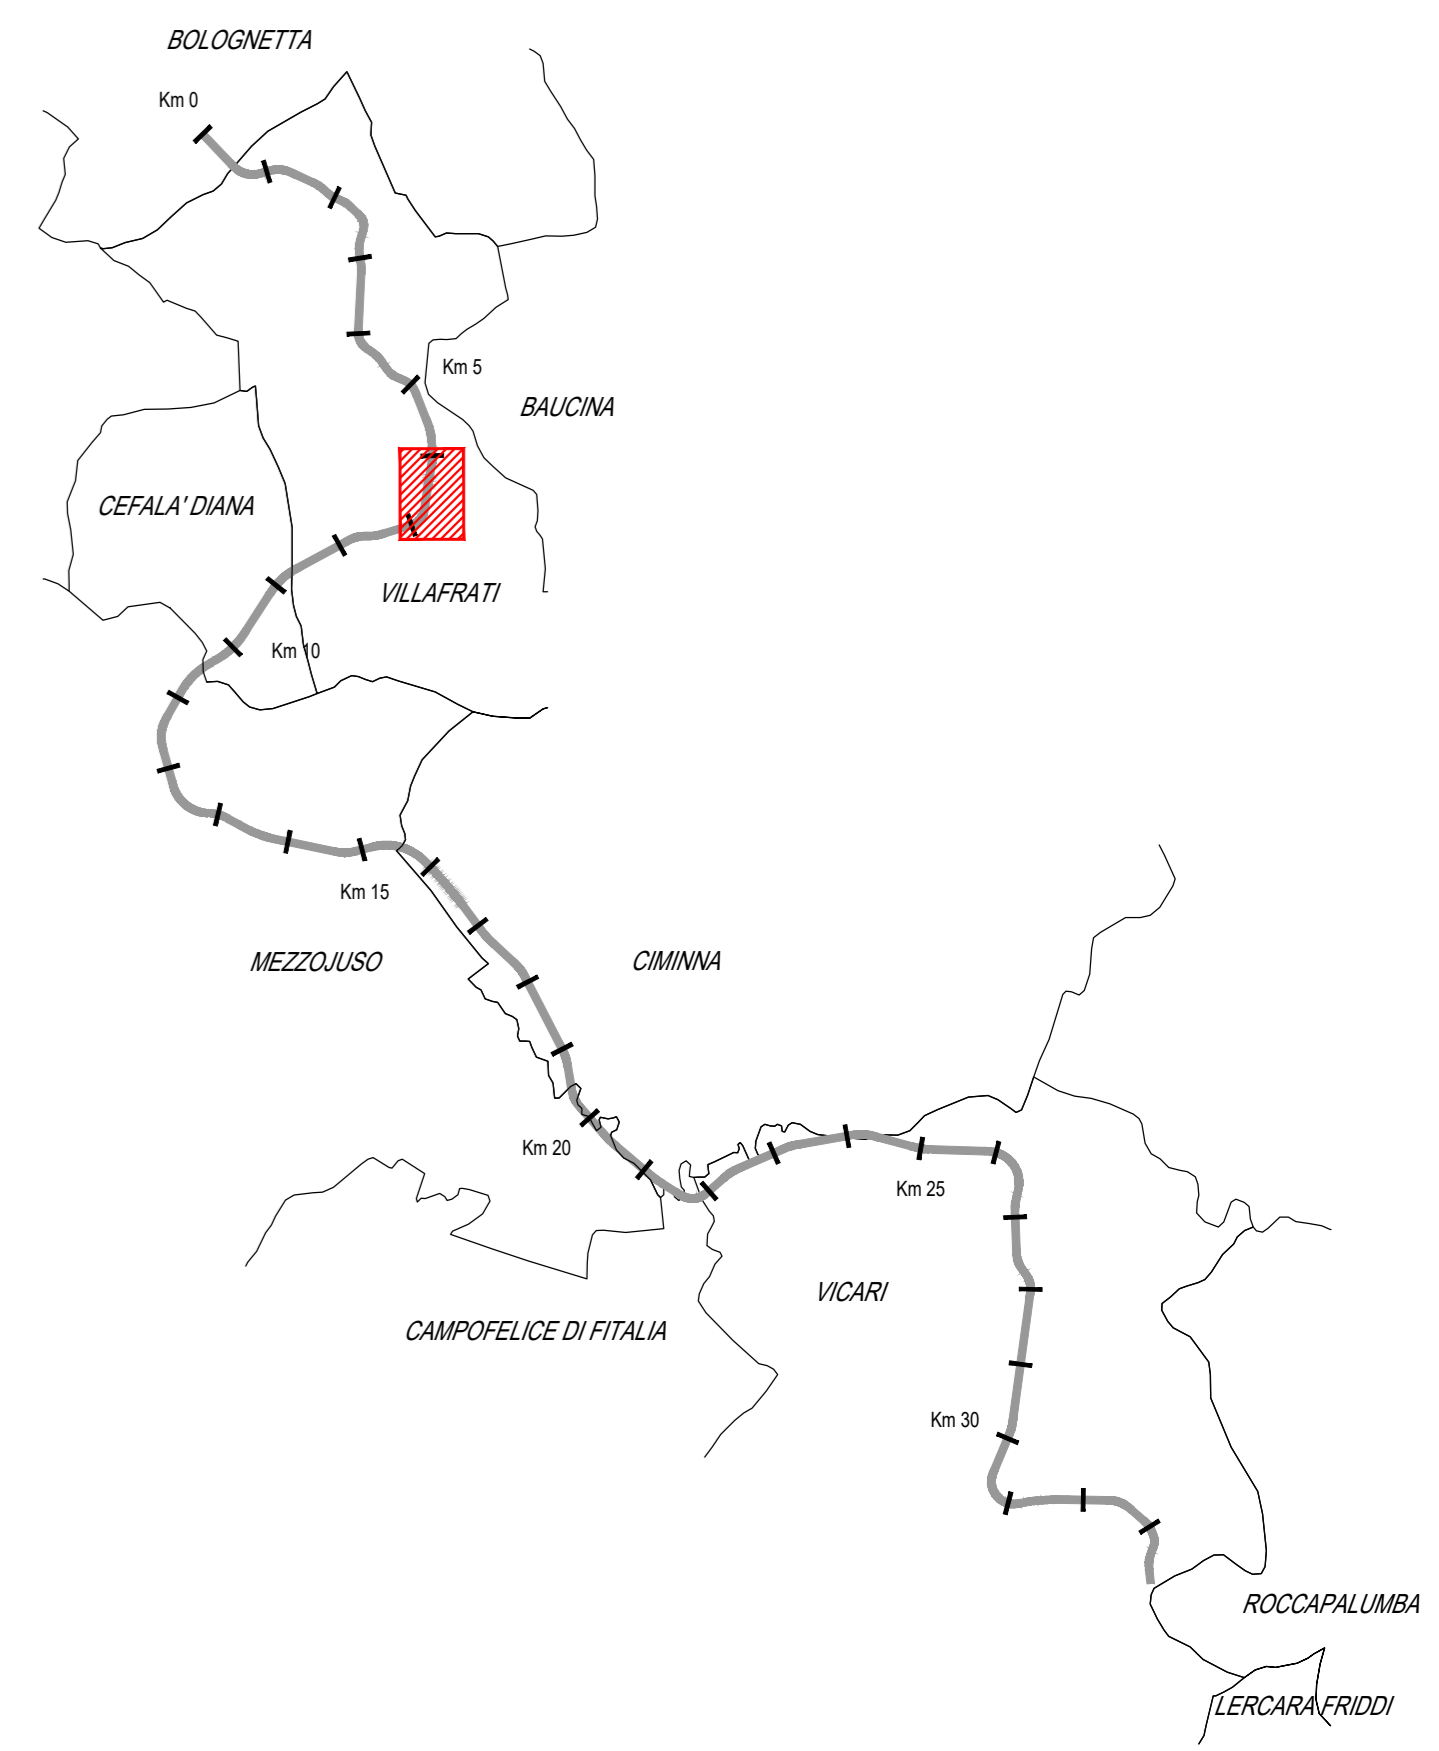 BOLOGNETTA
Km 0
Km 5
BAUCINA
CEFALA' DIANA
VILLAFRATI
Km 10
Km 15
MEZZOJUSO
CIMINNA
Km 20
Km 25
VICARI
CAMPOFELICE DI FITALIA
Km 30
ROCCAPALUMBA
LERCARA FRIDDI